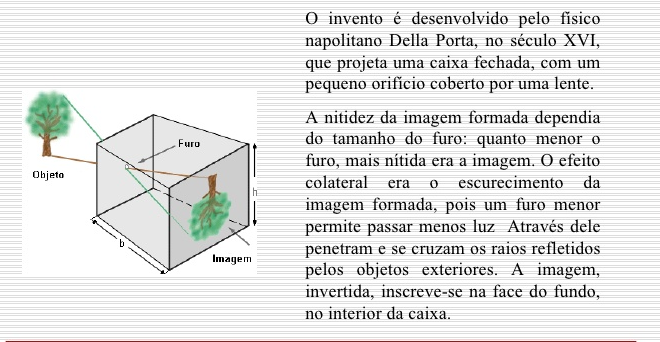 O invento é desenvolvido pelo físico
napolitano Della Porta, no século XVI,
que projeta uma caixa fechada, com um
pequeno orifício coberto por uma lente.
A nitidez da imagem formada dependia
do tamanho do furo: quanto menor o
furo, mais nítida era a imagem. O efeito
colateral era o escurecimento da
imagem formada, pois um furo menor
permite passar menos luz  Através dele
penetram e se cruzam os raios refletidos
pelos objetos exteriores. A imagem,
invertida, inscreve-se na face do fundo,
no interior da caixa.
Furo
Objeto
h
b
Imagem